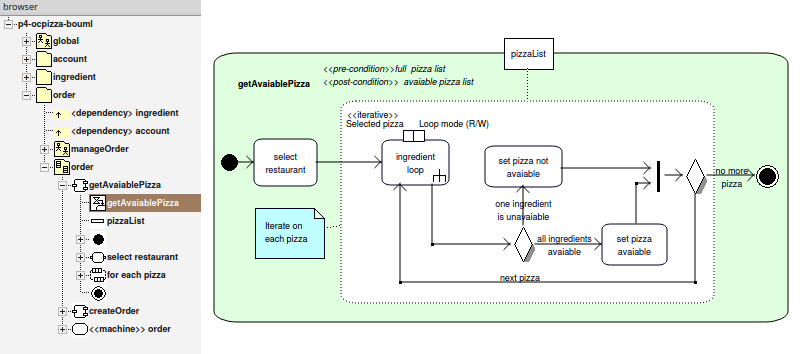 browser
p4-ocpizza-bouml
global
account
ingredient
order
<dependency> ingredient
<dependency> account
manageOrder
order
getAvaiablePizza
getAvaiablePizza
pizzaList
select restaurant
for each pizza
createOrder
<<machine>> order
pizzaList
<<pre-condition>>full pizza list
getAvaiablePizza
<<post-condition>> avaiable pizza list
<<iterative>>
Selected pizza
Loop mode (R/W)
select
restaurant
ingredient
loop
set pizza not
avaiable
no more
pizza
one ingredient
is unavaiable
Iterate on
each pizza
all ingredients
avaiable
set pizza
avaiable
next pizza